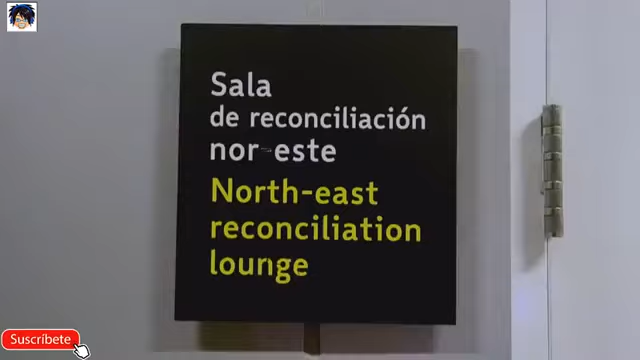 Sala
de reconciliación
nor-este
North-east
reconciliation
lounge
Suscríbete